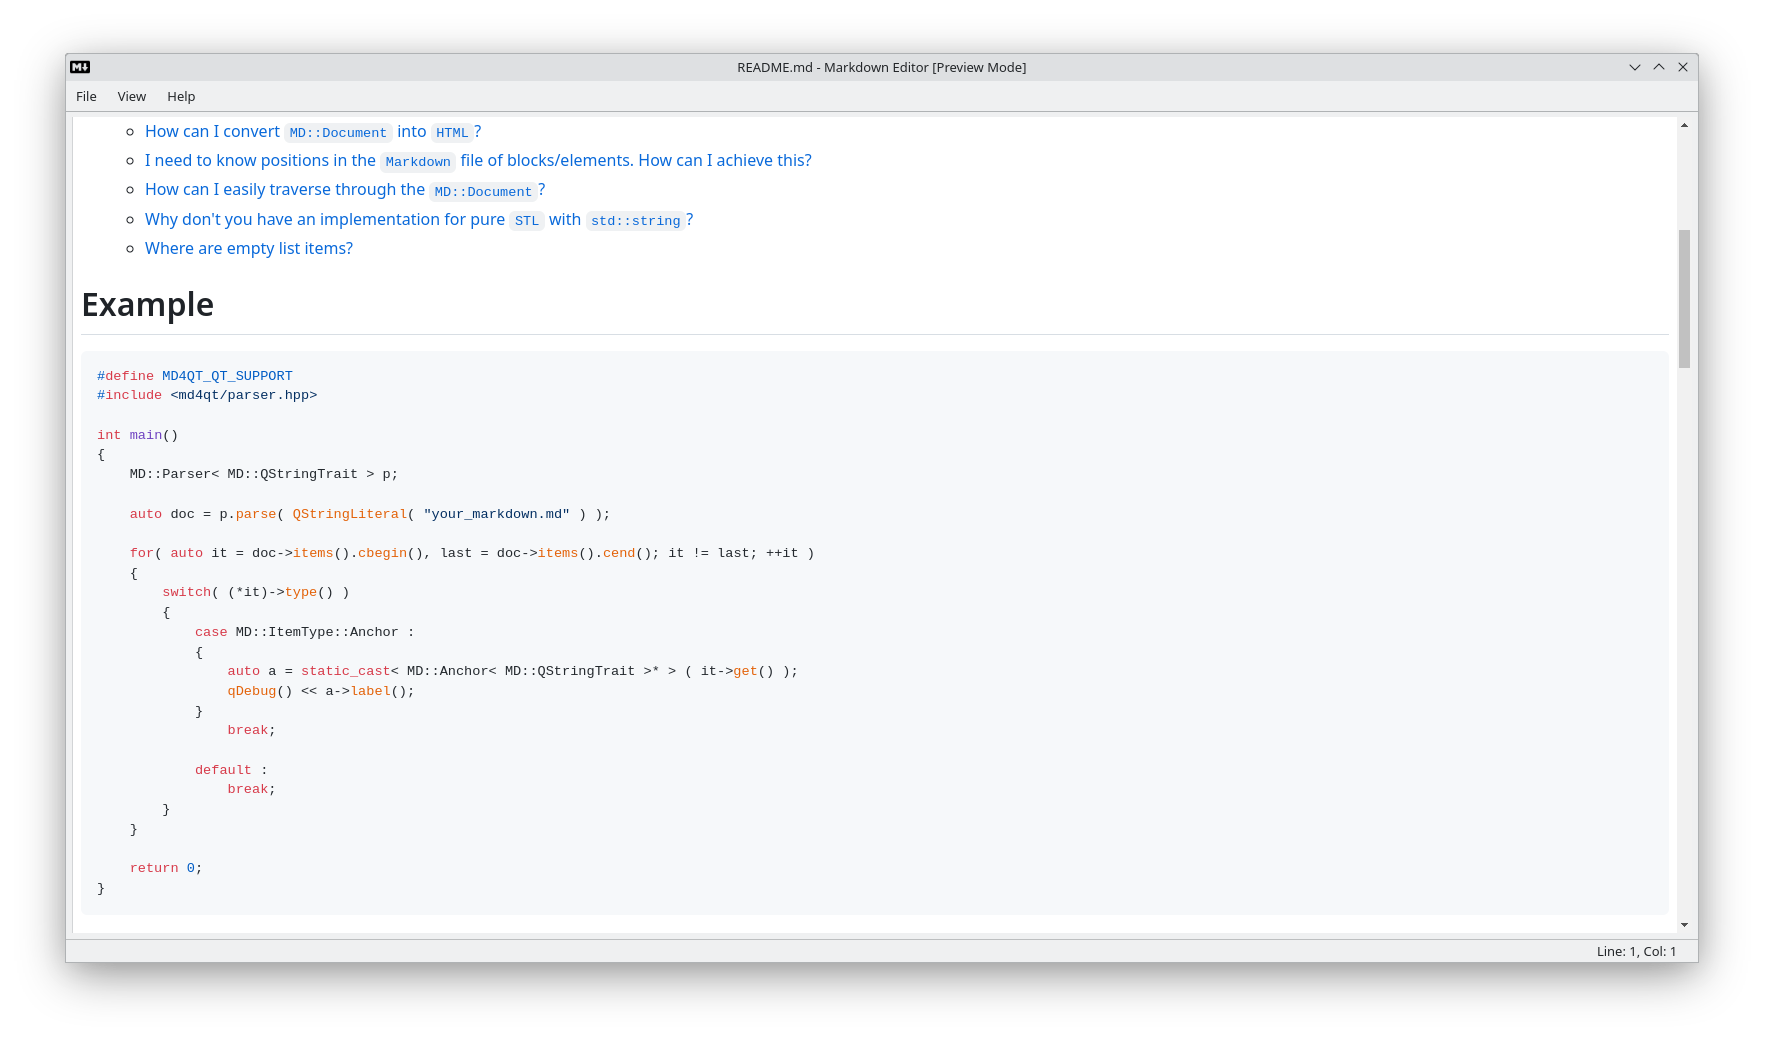 README.md - Markdown Editor [Preview Mode]
File View Help
How can I convert MD::Document into HTML?
I need to know positions in the Markdown file of blocks/elements. How can I achieve this?
How can I easily traverse through the MD::Document?
Why don't you have an implementation for pure STL with std::string?
Where are empty list items?
Example
#define MD4QT_QT_SUPPORT
#include <md4qt/parser.hpp>
int main()
{
    MD::Parser< MD::QStringTrait > p;
    auto doc = p.parse( QStringLiteral( "your_markdown.md" ) );
    for( auto it = doc->items().cbegin(), last = doc->items().cend(); it != last; ++it )
    {
        switch( (*it)->type() )
        {
            case MD::ItemType::Anchor :
            {
                auto a = static_cast< MD::Anchor< MD::QStringTrait >* > ( it->get() );
                qDebug() << a->label();
            }
                break;
            default :
                break;
        }
    }
    return 0;
}
Line: 1, Col: 1